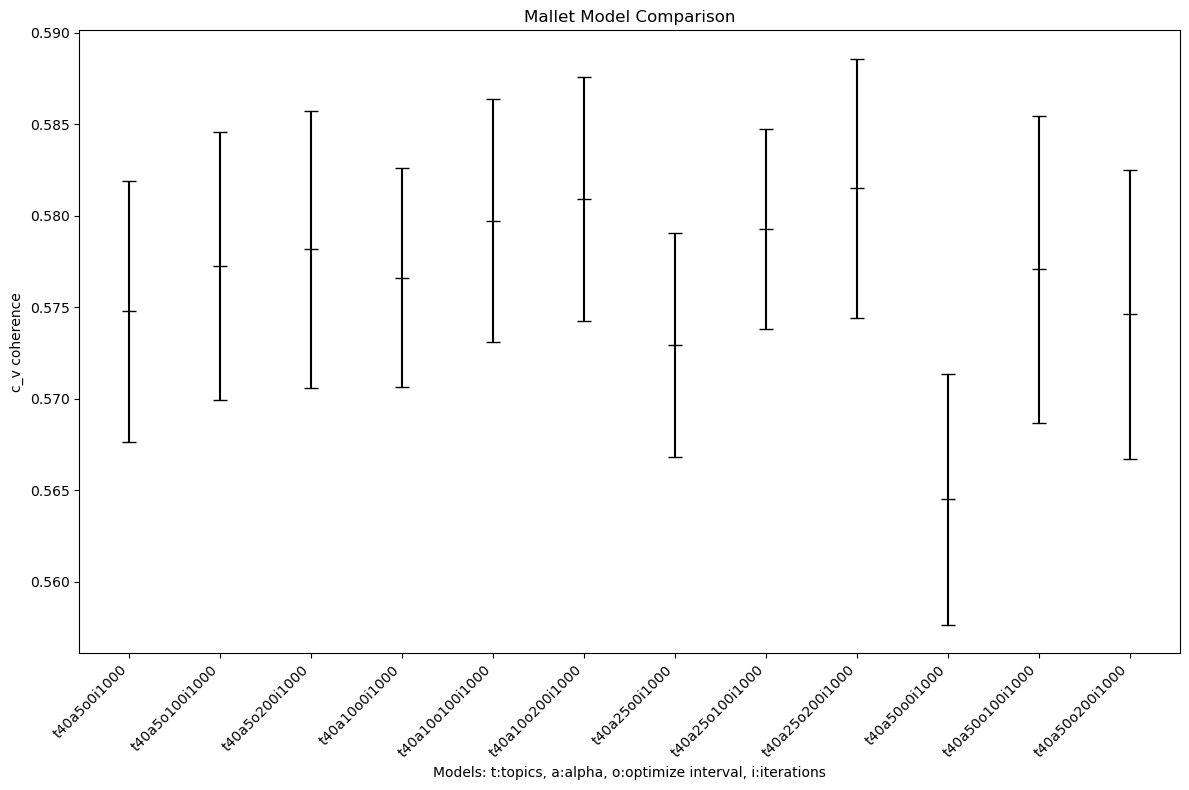 Mallet Model Comparison
0.590
0.585
0.580
0.575
0.570
0.565
0.560
c_v coherence
t40a5o0i1000
t40a5o100i1000
t40a5o200i1000
t40a10o0i1000
t40a10o100i1000
t40a10o200i1000
t40a25o0i1000
t40a25o100i1000
t40a25o200i1000
t40a50o0i1000
t40a50o100i1000
t40a50o200i1000
Models: t:topics, a:alpha, o:optimize interval, i:iterations